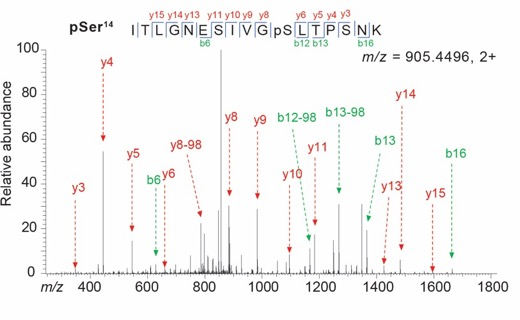 y15 y14 y13 y11 y10 y9 y8 y6 y5 y4 y3
pSer14 ITLGNESIVGpSLTPSNK
b6 b12 b13 b16
m/z = 905.4496, 2+
Relative abundance
100
80
60
40
20
0
y3
y4
y5
b6
y6
y8-98
y8
y9
y10
b12-98
y11
b13-98
b13
y13
y14
y15
b16
m/z 400 600 800 1000 1200 1400 1600 1800